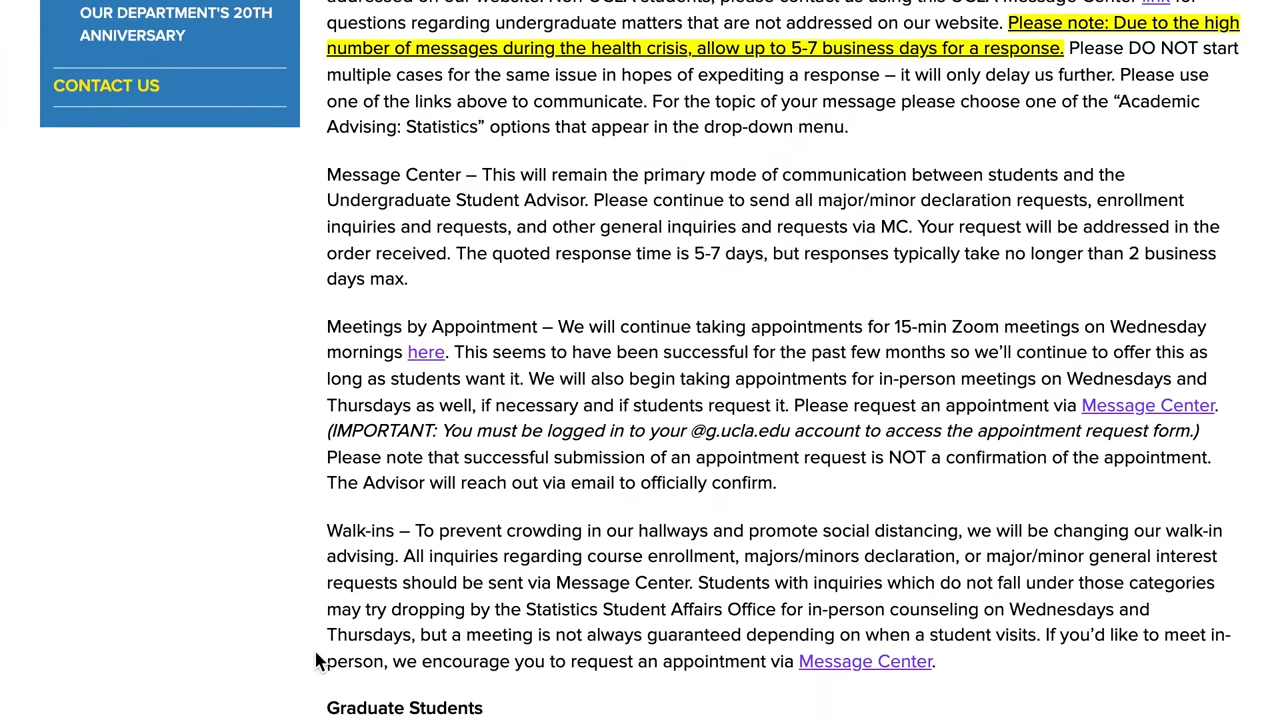 OUR DEPARTMENT'S 20TH
ANNIVERSARY
CONTACT US
questions regarding undergraduate matters that are not addressed on our website. Please note: Due to the high
number of messages during the health crisis, allow up to 5-7 business days for a response. Please DO NOT start
multiple cases for the same issue in hopes of expediting a response – it will only delay us further. Please use
one of the links above to communicate. For the topic of your message please choose one of the “Academic
Advising: Statistics” options that appear in the drop-down menu.
Message Center – This will remain the primary mode of communication between students and the
Undergraduate Student Advisor. Please continue to send all major/minor declaration requests, enrollment
inquiries and requests, and other general inquiries and requests via MC. Your request will be addressed in the
order received. The quoted response time is 5-7 days, but responses typically take no longer than 2 business
days max.
Meetings by Appointment – We will continue taking appointments for 15-min Zoom meetings on Wednesday
mornings here. This seems to have been successful for the past few months so we’ll continue to offer this as
long as students want it. We will also begin taking appointments for in-person meetings on Wednesdays and
Thursdays as well, if necessary and if students request it. Please request an appointment via Message Center.
(IMPORTANT: You must be logged in to your @g.ucla.edu account to access the appointment request form.)
Please note that successful submission of an appointment request is NOT a confirmation of the appointment.
The Advisor will reach out via email to officially confirm.
Walk-ins – To prevent crowding in our hallways and promote social distancing, we will be changing our walk-in
advising. All inquiries regarding course enrollment, majors/minors declaration, or major/minor general interest
requests should be sent via Message Center. Students with inquiries which do not fall under those categories
may try dropping by the Statistics Student Affairs Office for in-person counseling on Wednesdays and
Thursdays, but a meeting is not always guaranteed depending on when a student visits. If you’d like to meet in-
person, we encourage you to request an appointment via Message Center.
Graduate Students